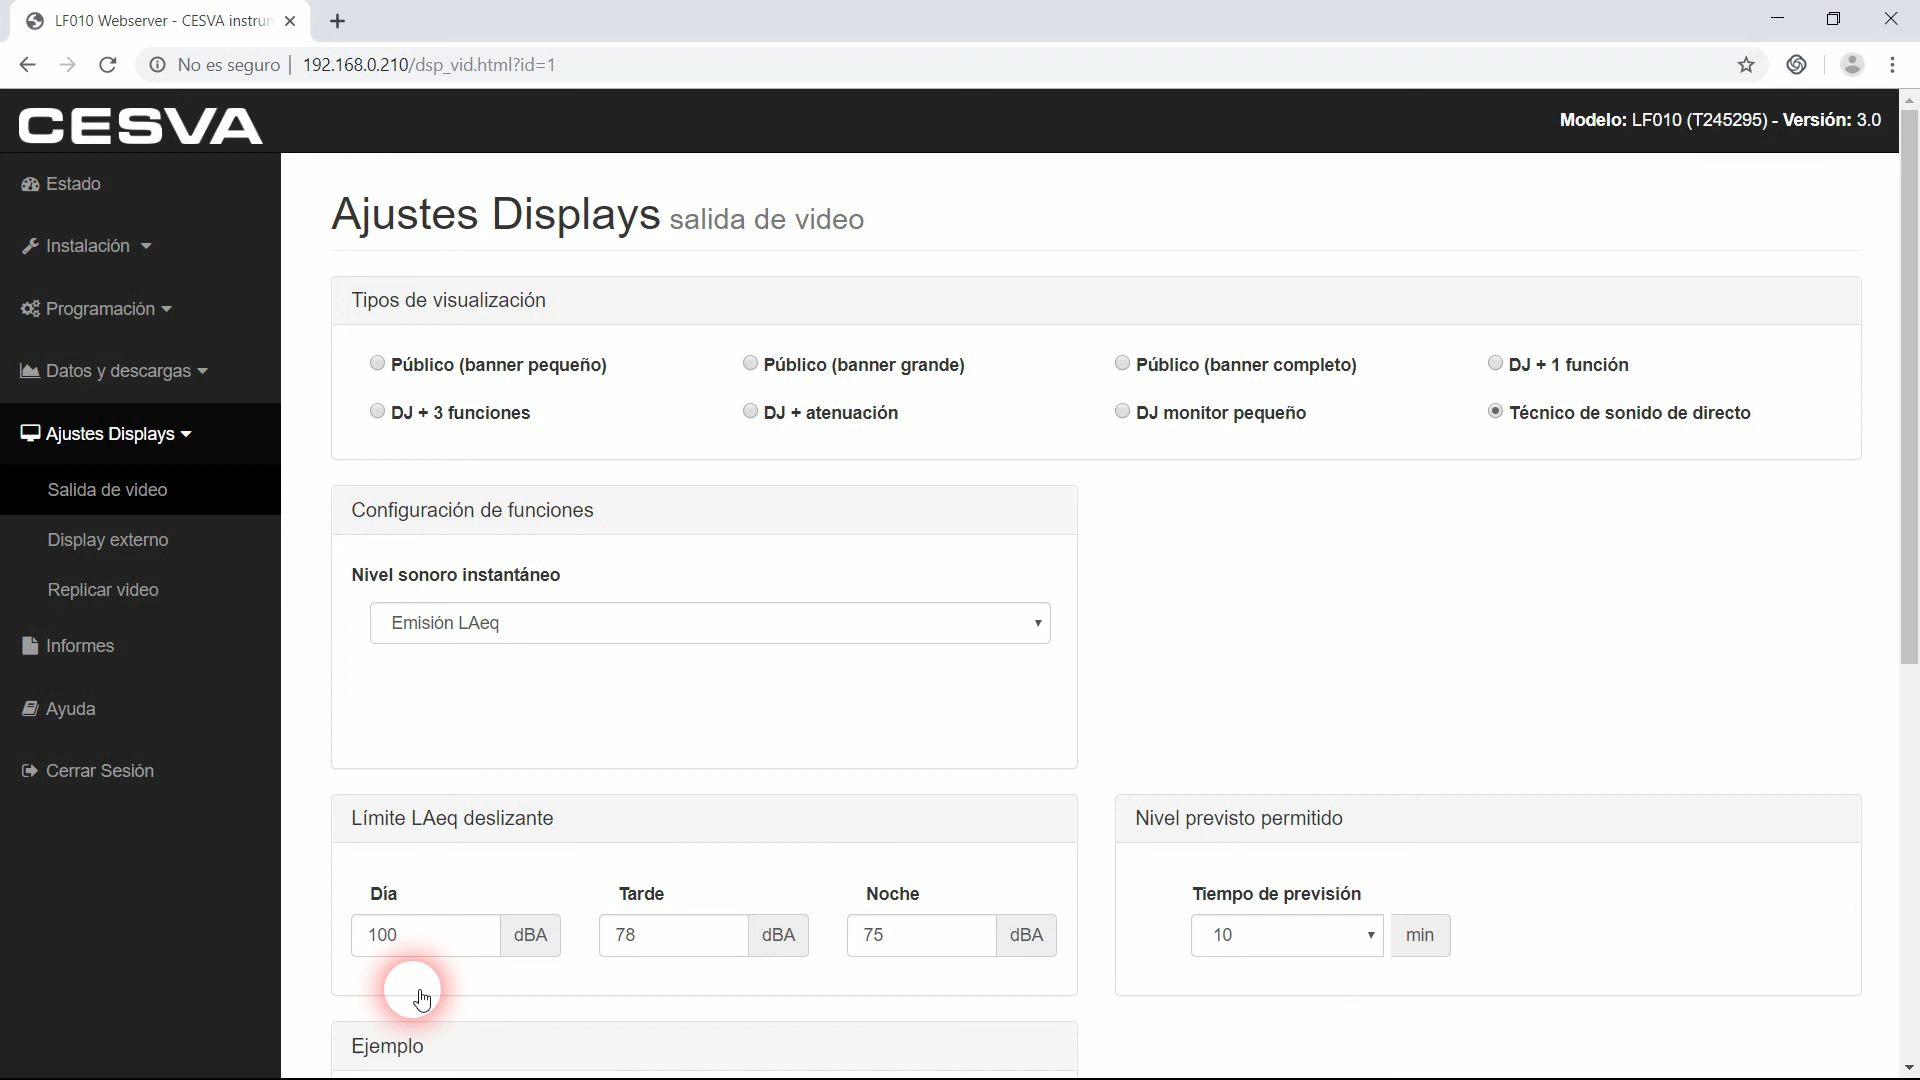 LF010 Webserver - CESVA instrun
No es seguro | 192.168.0.210/dsp_vid.html?id=1
CESVA
Modelo: LF010 (T245295) - Versión: 3.0
Estado
Instalación
Programación
Datos y descargas
Ajustes Displays
Salida de video
Display externo
Replicar video
Informes
Ayuda
Cerrar Sesión
Ajustes Displays salida de video
Tipos de visualización
Público (banner pequeño) Público (banner grande) Público (banner completo) DJ + 1 función
DJ + 3 funciones DJ + atenuación DJ monitor pequeño Técnico de sonido de directo
Configuración de funciones
Nivel sonoro instantáneo
Emisión LAeq
Límite LAeq deslizante
Día Tarde Noche
100 dBA 78 dBA 75 dBA
Nivel previsto permitido
Tiempo de previsión
10 min
Ejemplo